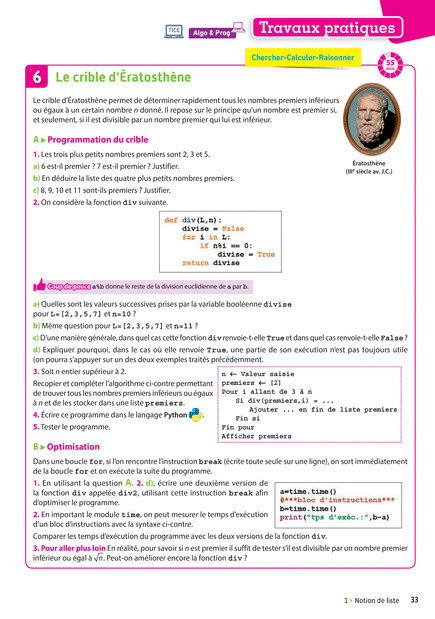 TICE
Algo & Prog
Travaux pratiques
Chercher-Calculer-Raisonner
55
min
6 Le crible d'Ératosthène
Le crible d'Ératosthène permet de déterminer rapidement tous les nombres premiers inférieurs
ou égaux à un certain nombre n donné. Il repose sur le principe qu'un nombre est premier si,
et seulement, si il est divisible par un nombre premier qui lui est inférieur.
Ératosthène
(IIIe siècle av. J.C.)
A ▸ Programmation du crible
1. Les trois plus petits nombres premiers sont 2, 3 et 5.
a) 6 est-il premier ? 7 est-il premier ? Justifier.
b) En déduire la liste des quatre plus petits nombres premiers.
c) 8, 9, 10 et 11 sont-ils premiers ? Justifier.
2. On considère la fonction div suivante.
def div(L,n):
divise = False
for i in L:
if n%i == 0:
divise = True
return divise
Coup de pouce a%b donne le reste de la division euclidienne de a par b.
a) Quelles sont les valeurs successives prises par la variable booléenne divise
pour L=[2,3,5,7] et n=10 ?
b) Même question pour L=[2,3,5,7] et n=11 ?
c) D'une manière générale, dans quel cas cette fonction div renvoie-t-elle True et dans quel cas renvoie-t-elle False ?
d) Expliquer pourquoi, dans le cas où elle renvoie True, une partie de son exécution n'est pas toujours utile
(on pourra s'appuyer sur un des deux exemples traités précédemment).
3. Soit n entier supérieur à 2.
Recopier et compléter l'algorithme ci-contre permettant
de trouver tous les nombres premiers inférieurs ou égaux
à n et de les stocker dans une liste premiers.
4. Écrire ce programme dans le langage Python
5. Tester le programme.
n ← Valeur saisie
premiers ← [2]
Pour i allant de 3 à n
Si div(premiers,i) = ...
Ajouter ... en fin de liste premiers
Fin si
Fin pour
Afficher premiers
B ▸ Optimisation
Dans une boucle for, si l'on rencontre l'instruction break (écrite toute seule sur une ligne), on sort immédiatement
de la boucle for et on exécute la suite du programme.
1. En utilisant la question A. 2. d), écrire une deuxième version de
la fonction div appelée div2, utilisant cette instruction break afin
d'optimiser le programme.
2. En important le module time, on peut mesurer le temps d'exécution
d'un bloc d'instructions avec la syntaxe ci-contre.
a=time.time()
#***bloc d'instructions***
b=time.time()
print("tps d'exéc.:",b-a)
Comparer les temps d'exécution du programme avec les deux versions de la fonction div.
3. Pour aller plus loin En réalité, pour savoir si n est premier il suffit de tester s'il est divisible par un nombre premier
inférieur ou égal à √n. Peut-on améliorer encore la fonction div ?
1 • Notion de liste 33